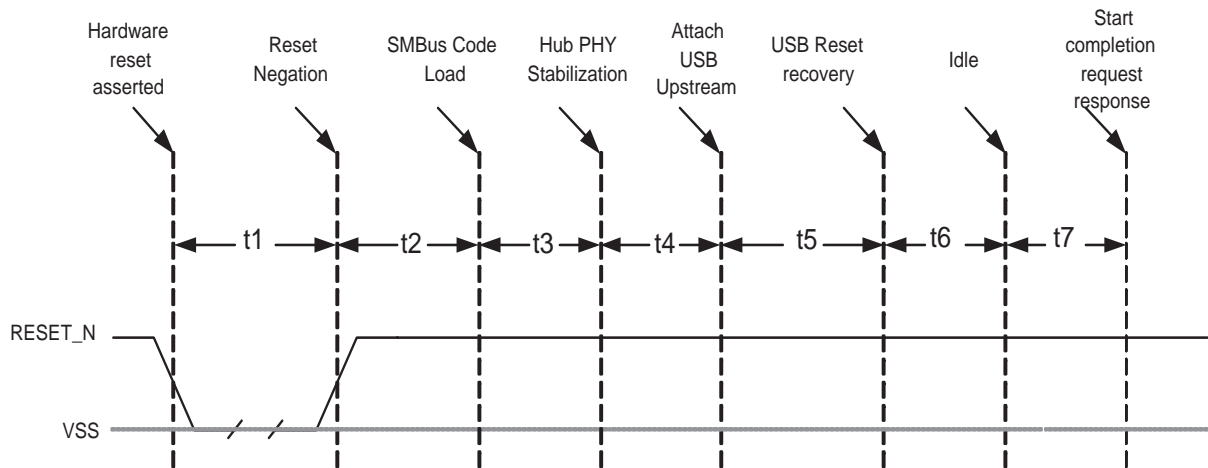 Hardware
reset
asserted
Reset
Negation
SMBus Code
Load
Hub PHY
Stabilization
Attach
USB
Upstream
USB Reset
recovery
Idle
Start
completion
request
response
t1
t2
t3
t4
t5
t6
t7
RESET_N
VSS